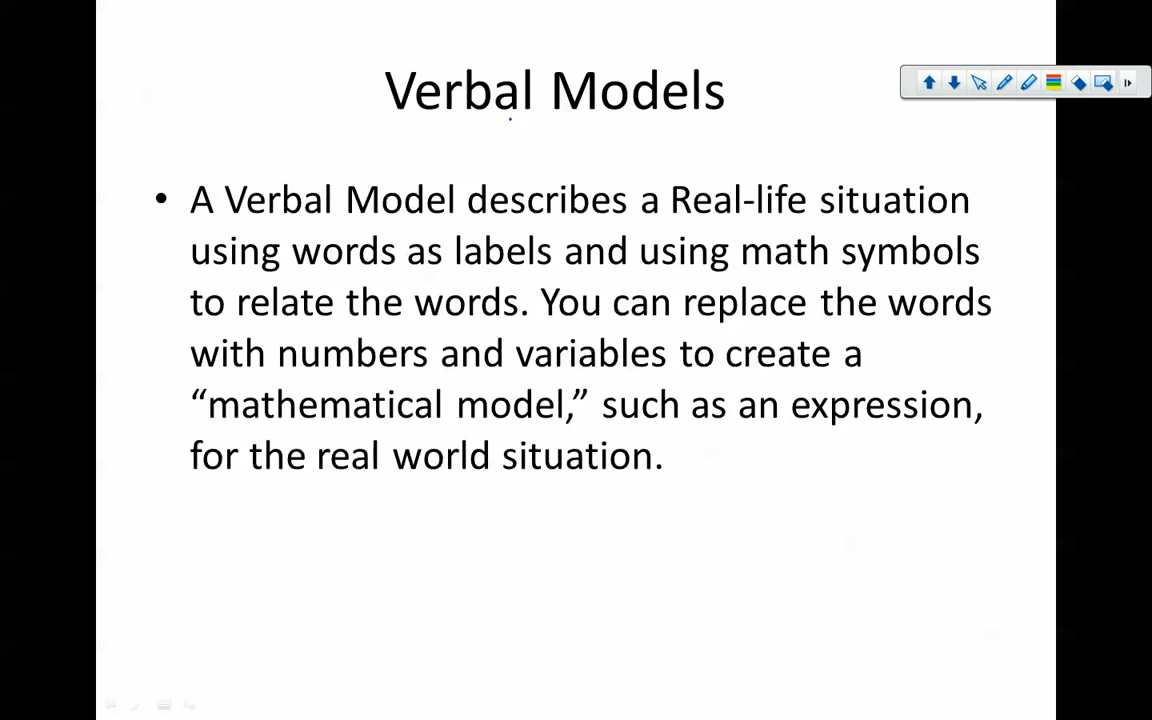 Verbal Models
• A Verbal Model describes a Real-life situation
using words as labels and using math symbols
to relate the words. You can replace the words
with numbers and variables to create a
“mathematical model,” such as an expression,
for the real world situation.